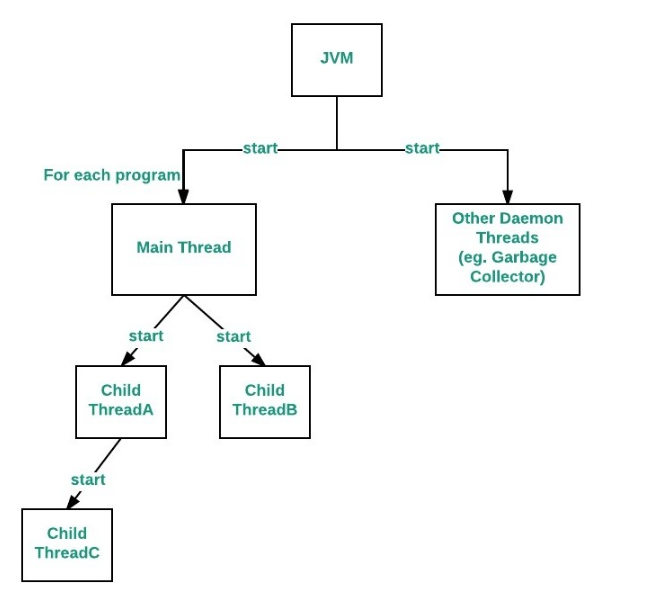 JVM
start
start
For each program
Main Thread
Other Daemon
Threads
(eg. Garbage
Collector)
start
start
Child
ThreadA
Child
ThreadB
start
Child
ThreadC